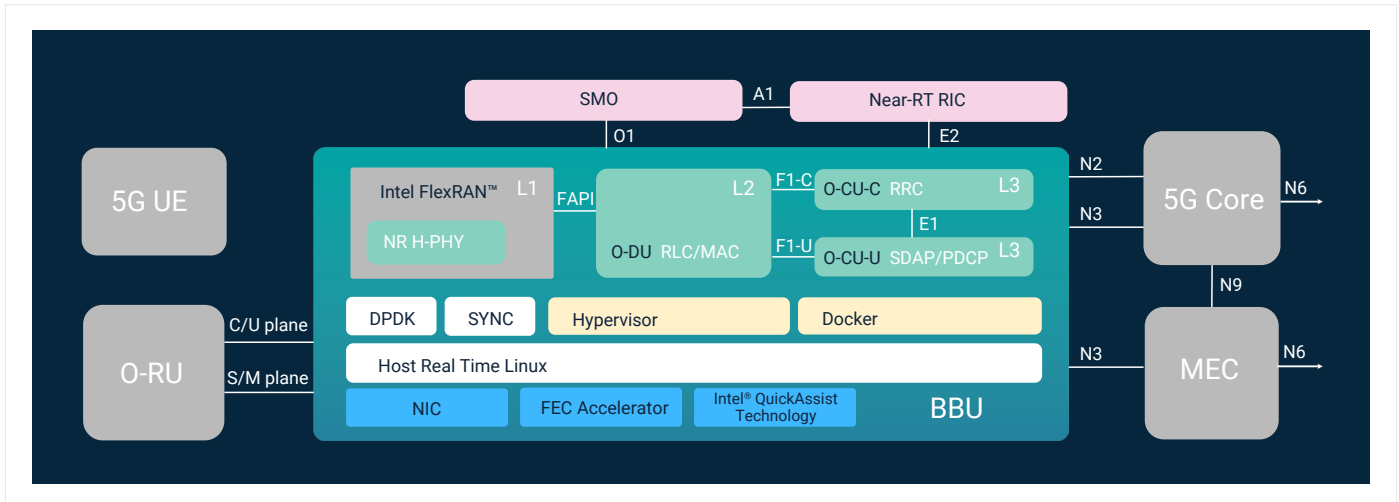 SMO
A1
Near-RT RIC
O1
E2
5G UE
Intel FlexRAN™
L1
NR H-PHY
FAPI
L2
O-DU RLC/MAC
F1-C
F1-U
O-CU-C RRC
L3
E1
O-CU-U SDAP/PDCP
L3
N2
N3
5G Core
N6
N9
O-RU
C/U plane
S/M plane
DPDK
SYNC
Hypervisor
Docker
Host Real Time Linux
NIC
FEC Accelerator
Intel® QuickAssist
Technology
BBU
N3
MEC
N6